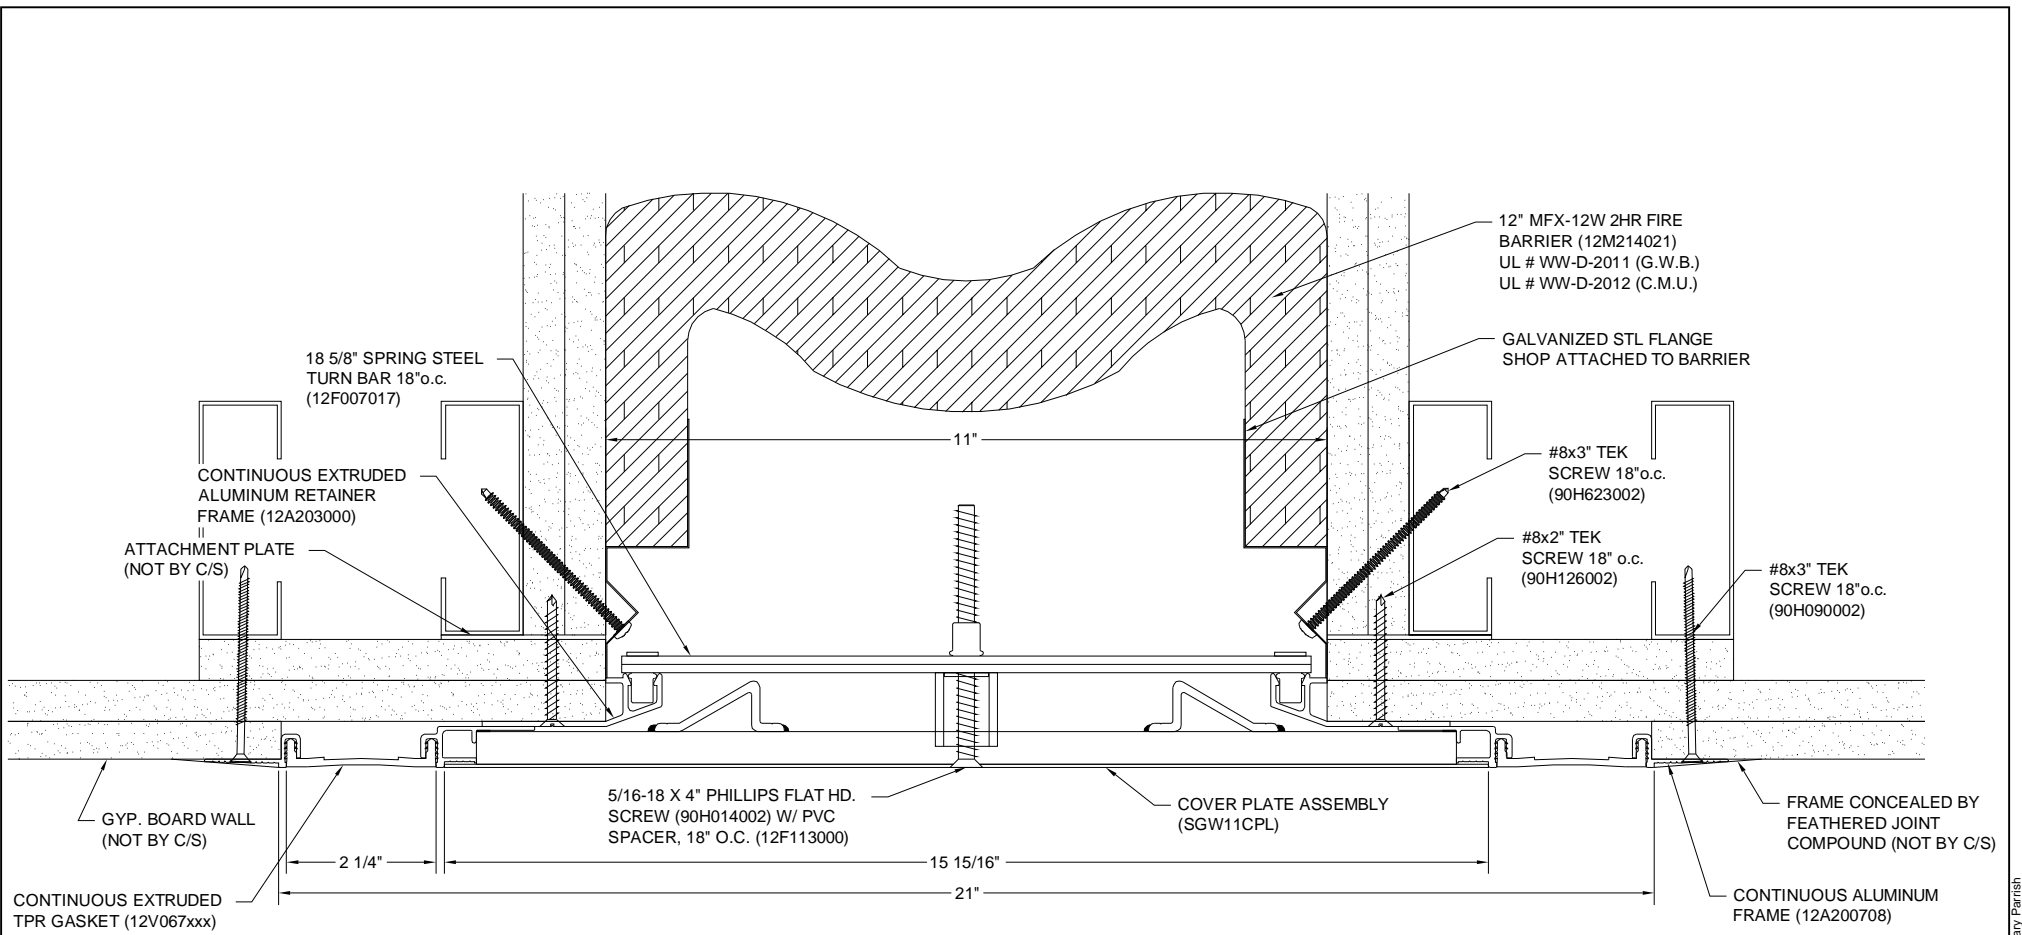 12" MFX-12W 2HR FIRE
BARRIER (12M214021)
UL # WW-D-2011 (G.W.B.)
UL # WW-D-2012 (C.M.U.)
GALVANIZED STL FLANGE
SHOP ATTACHED TO BARRIER
18 5/8" SPRING STEEL
TURN BAR 18"o.c.
(12F007017)
11"
CONTINUOUS EXTRUDED
ALUMINUM RETAINER
FRAME (12A203000)
ATTACHMENT PLATE
(NOT BY C/S)
#8x3" TEK
SCREW 18"o.c.
(90H623002)
#8x2" TEK
SCREW 18" o.c.
(90H126002)
#8x3" TEK
SCREW 18"o.c.
(90H090002)
GYP. BOARD WALL
(NOT BY C/S)
5/16-18 X 4" PHILLIPS FLAT HD.
SCREW (90H014002) W/ PVC
SPACER, 18" O.C. (12F113000)
COVER PLATE ASSEMBLY
(SGW11CPL)
FRAME CONCEALED BY
FEATHERED JOINT
COMPOUND (NOT BY C/S)
2 1/4"
15 15/16"
21"
CONTINUOUS EXTRUDED
TPR GASKET (12V067xxx)
CONTINUOUS ALUMINUM
FRAME (12A200708)
Parrish